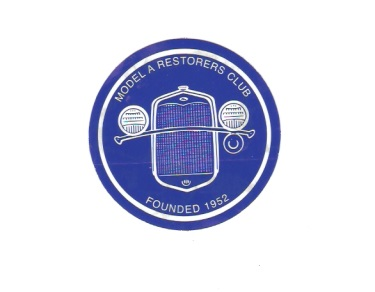 MODEL A RESTORERS CLUB
FOUNDED 1952